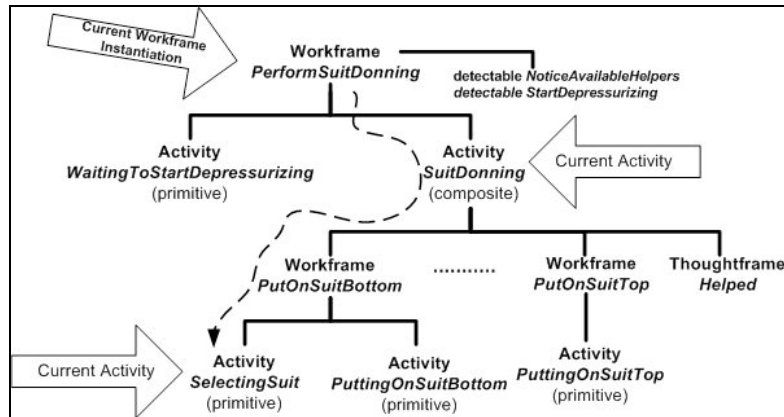 Current Workframe
Instantiation
Workframe
PerformSuitDonning
detectable NoticeAvailableHelpers
detectable StartDepressurizing
Activity
WaitingToStartDepressurizing
(primitive)
Activity
SuitDonning
(composite)
Current Activity
Workframe
PutOnSuitBottom
...........
Workframe
PutOnSuitTop
Thoughtframe
Helped
Current Activity
Activity
SelectingSuit
(primitive)
Activity
PuttingOnSuitBottom
(primitive)
Activity
PuttingOnSuitTop
(primitive)